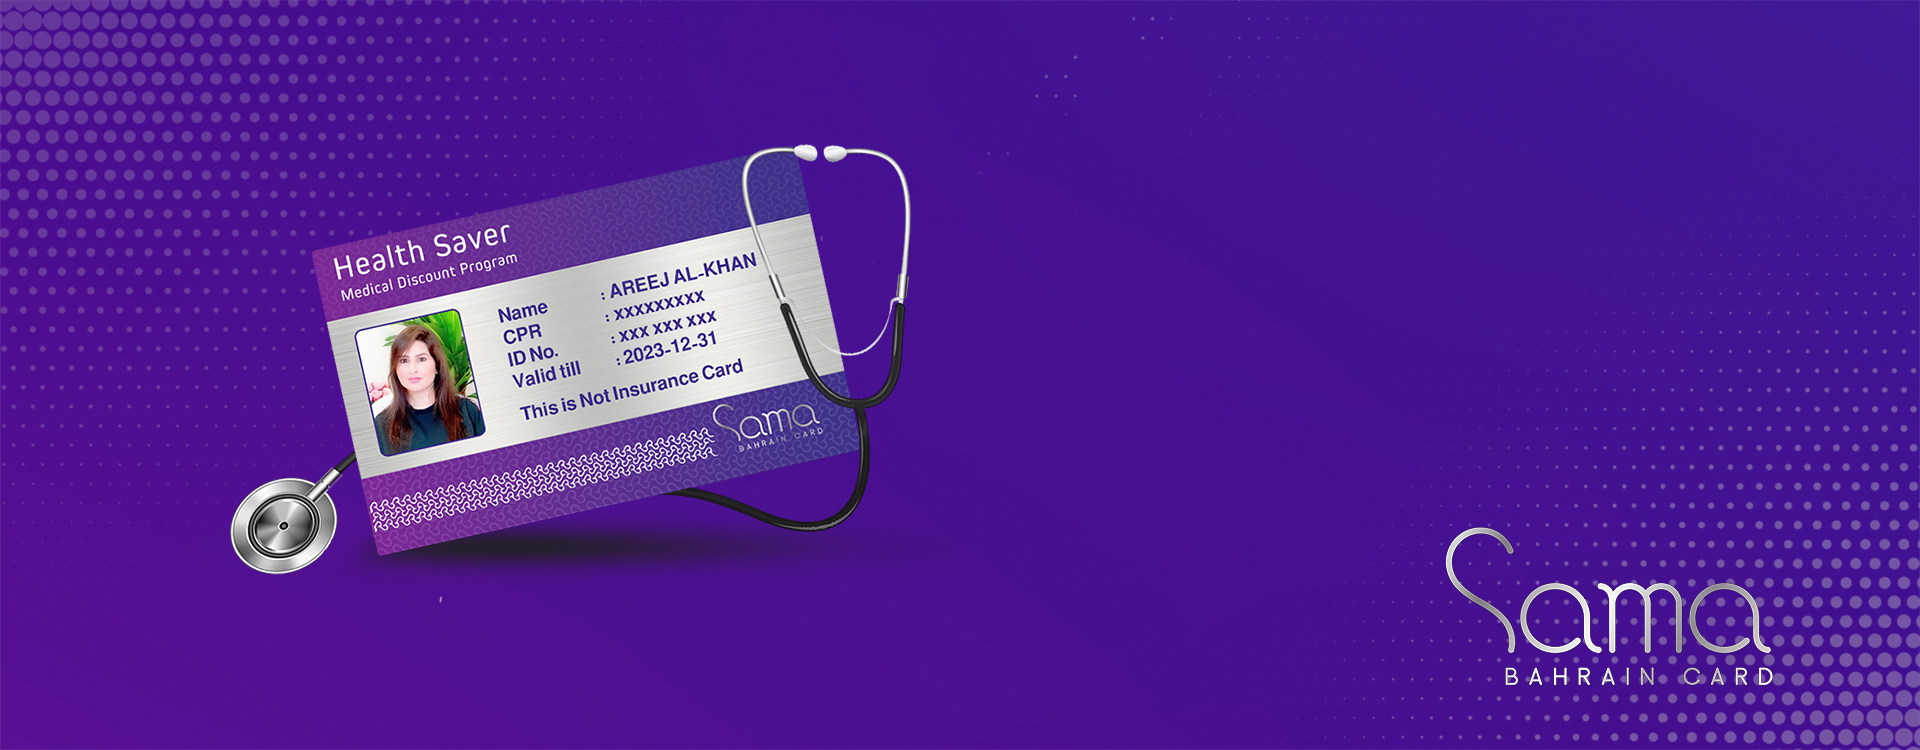 Health Saver
Medical Discount Program
Name : AREEJ AL-KHAN
CPR : xxxxxxxxx
ID No. : xxx xxx xxx
Valid till : 2023-12-31
This is Not Insurance Card
Sama
BAHRAIN CARD
Sama
BAHRAIN CARD